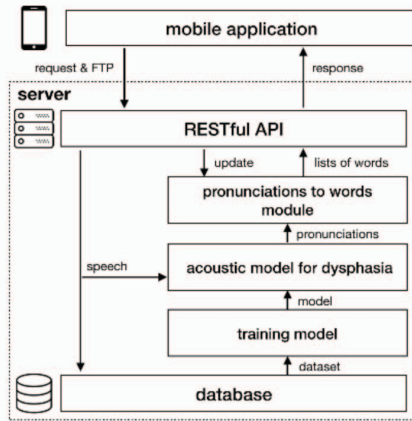 mobile application
request & FTP
response
server
RESTful API
update
lists of words
pronunciations to words
module
pronunciations
speech
acoustic model for dysphasia
model
training model
dataset
database